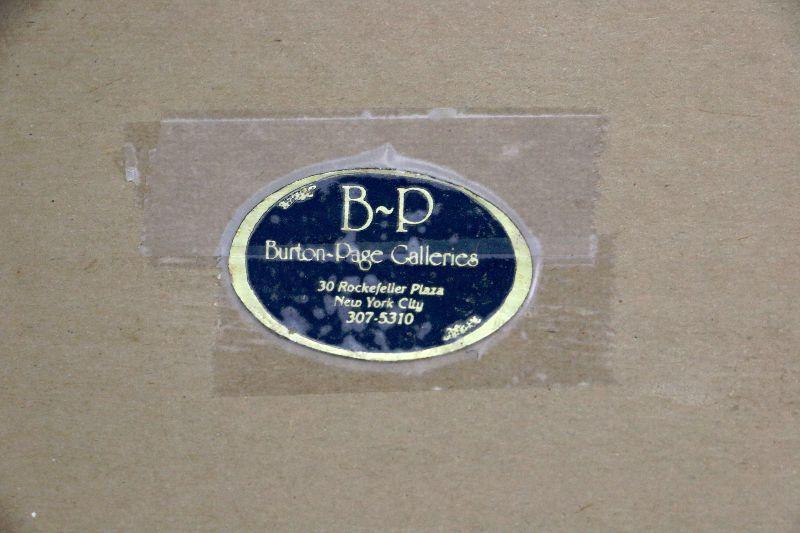 B~P
Burton~Page Galleries
30 Rockefeller Plaza
New York City
307-5310